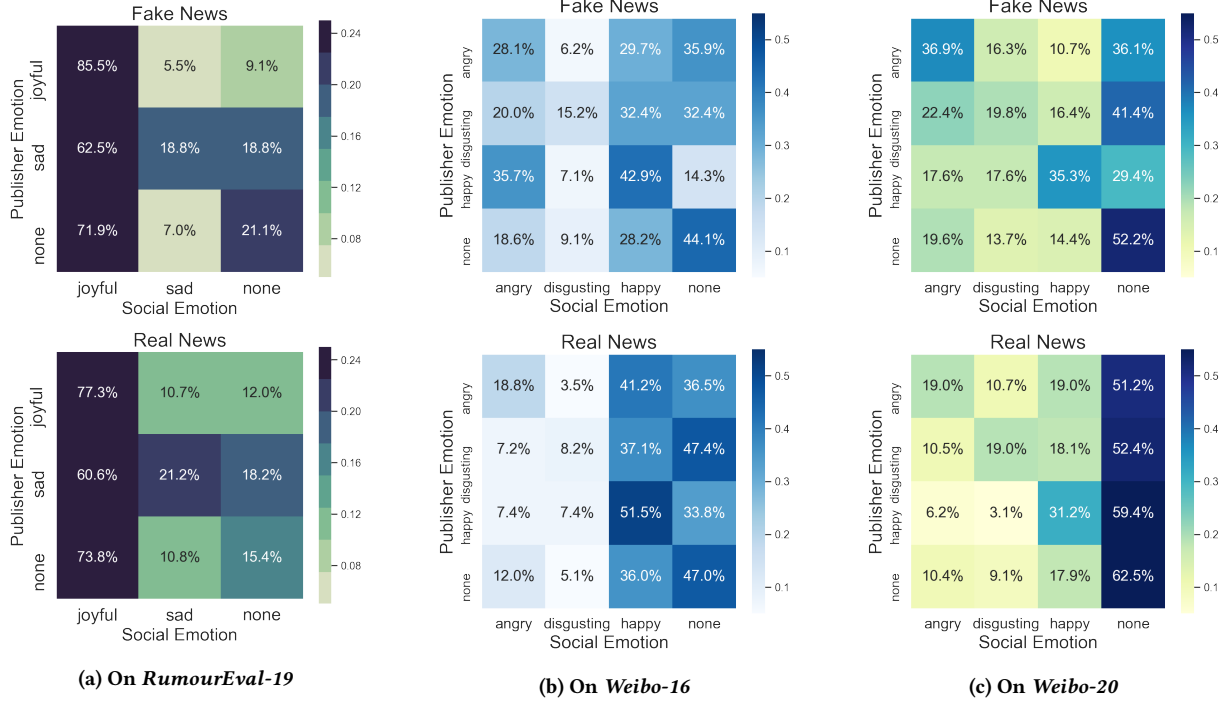 Fake News
Publisher Emotion
joyful
sad
none
85.5% 5.5% 9.1%
62.5% 18.8% 18.8%
71.9% 7.0% 21.1%
joyful sad none
Social Emotion
0.24
0.20
0.16
0.12
0.08
Real News
Publisher Emotion
joyful
sad
none
77.3% 10.7% 12.0%
60.6% 21.2% 18.2%
73.8% 10.8% 15.4%
joyful sad none
Social Emotion
0.24
0.20
0.16
0.12
0.08
(a) On RumourEval-19
Fake News
Publisher Emotion
angry
disgusting
happy
none
28.1% 6.2% 29.7% 35.9%
20.0% 15.2% 32.4% 32.4%
35.7% 7.1% 42.9% 14.3%
18.6% 9.1% 28.2% 44.1%
angry disgusting happy none
Social Emotion
0.5
0.4
0.3
0.2
0.1
Real News
Publisher Emotion
angry
disgusting
happy
none
18.8% 3.5% 41.2% 36.5%
7.2% 8.2% 37.1% 47.4%
7.4% 7.4% 51.5% 33.8%
12.0% 5.1% 36.0% 47.0%
angry disgusting happy none
Social Emotion
0.5
0.4
0.3
0.2
0.1
(b) On Weibo-16
Fake News
Publisher Emotion
angry
disgusting
happy
none
36.9% 16.3% 10.7% 36.1%
22.4% 19.8% 16.4% 41.4%
17.6% 17.6% 35.3% 29.4%
19.6% 13.7% 14.4% 52.2%
angry disgusting happy none
Social Emotion
0.5
0.4
0.3
0.2
0.1
Real News
Publisher Emotion
angry
disgusting
happy
none
19.0% 10.7% 19.0% 51.2%
10.5% 19.0% 18.1% 52.4%
6.2% 3.1% 31.2% 59.4%
10.4% 9.1% 17.9% 62.5%
angry disgusting happy none
Social Emotion
0.5
0.4
0.3
0.2
0.1
(c) On Weibo-20